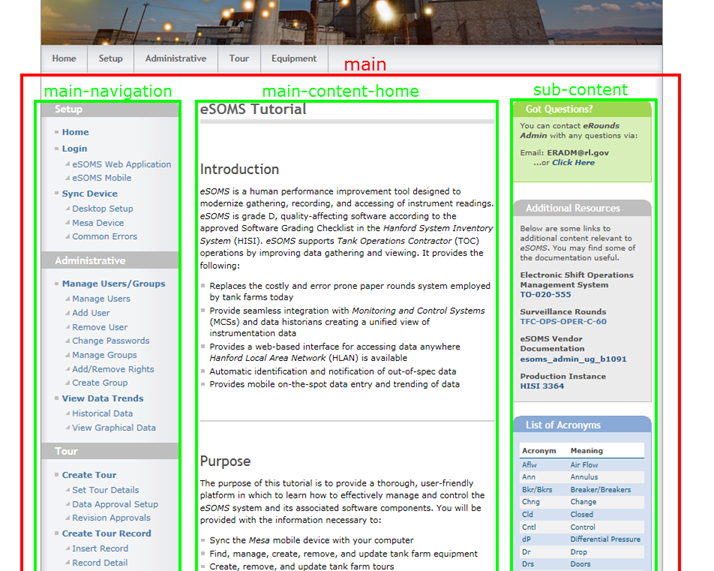 Home
Setup
Administrative
Tour
Equipment
main
main-navigation
Setup
Home
Login
eSOMS Web Application
eSOMS Mobile
Sync Device
Desktop Setup
Mesa Device
Common Errors
Administrative
Manage Users/Groups
Manage Users
Add User
Remove User
Change Passwords
Manage Groups
Add/Remove Rights
Create Group
View Data Trends
Historical Data
View Graphical Data
Tour
Create Tour
Set Tour Details
Data Approval Setup
Revision Approvals
Create Tour Record
Insert Record
Record Detail
main-content-home
eSOMS Tutorial
Introduction
eSOMS is a human performance improvement tool designed to
modernize gathering, recording, and accessing of instrument readings.
eSOMS is grade D, quality-affecting software according to the
approved Software Grading Checklist in the Hanford System Inventory
System (HISI). eSOMS supports Tank Operations Contractor (TOC)
operations by improving data gathering and viewing. It provides the
following:
Replaces the costly and error prone paper rounds system employed
by tank farms today
Provide seamless integration with Monitoring and Control Systems
(MCSs) and data historians creating a unified view of
instrumentation data
Provides a web-based interface for accessing data anywhere
Hanford Local Area Network (HLAN) is available
Automatic identification and notification of out-of-spec data
Provides mobile on-the-spot data entry and trending of data
Purpose
The purpose of this tutorial is to provide a thorough, user-friendly
platform in which to learn how to effectively manage and control the
eSOMS system and its associated software components. You will be
provided with the information necessary to:
Sync the Mesa mobile device with your computer
Find, manage, create, remove, and update tank farm equipment
Create, remove, and update tank farm tours
sub-content
Got Questions?
You can contact eRounds
Admin with any questions via:
Email: ERADM@rl.gov
...or Click Here
Additional Resources
Below are some links to
additional content relevant to
eSOMS. You may find some of
the documentation useful.
Electronic Shift Operations
Management System
TO-020-555
Surveillance Rounds
TFC-OPS-OPER-C-60
eSOMS Vendor
Documentation
esoms_admin_ug_b1091
Production Instance
HISI 3364
List of Acronyms
Acronym Meaning
Aflw Air Flow
Ann Annulus
Bkr/Bkrs Breaker/Breakers
Chng Change
Cld Closed
Cntl Control
dP Differential Pressure
Dr Drop
Drs Doors